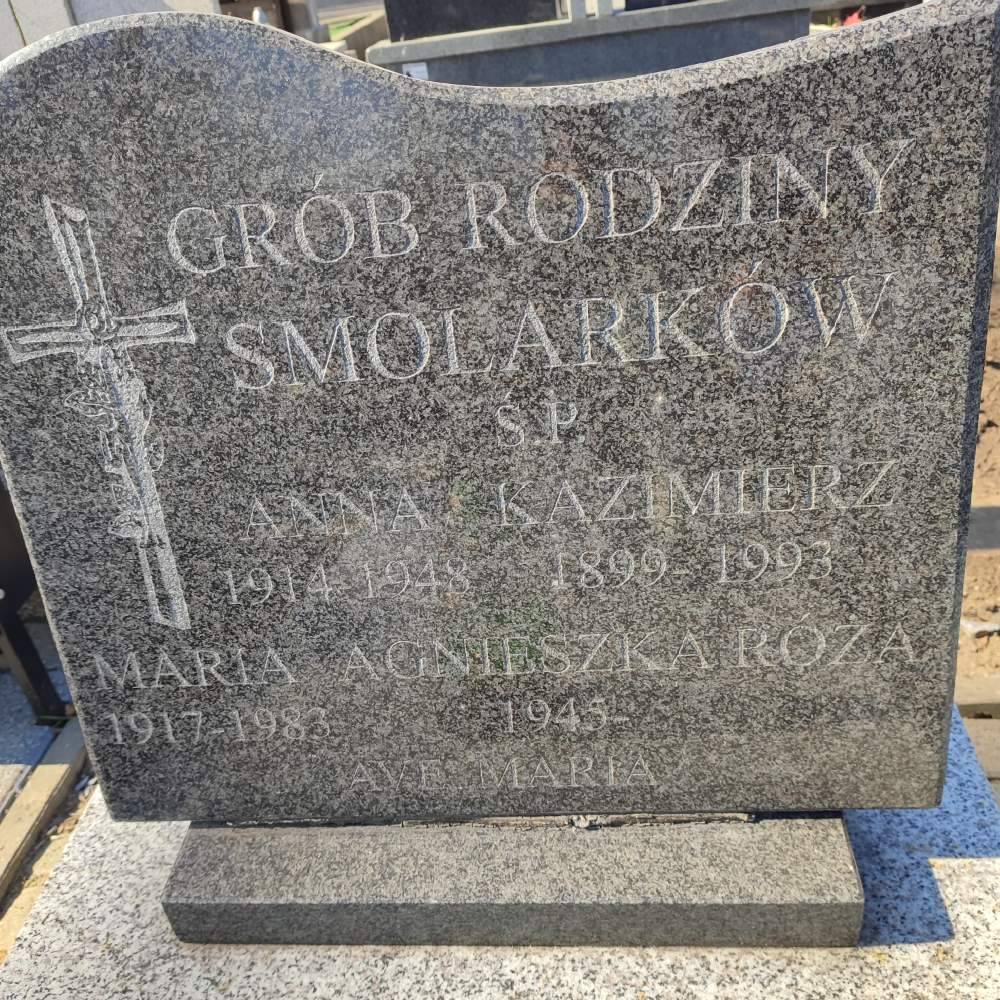 GRÓB RODZINY
SMOLARKÓW
Ś.P.
ANNA KAZIMIERZ
1914-1948 1899-1993
MARIA AGNIESZKA RÓŻA
1917-1983 1945-
AVE MARIA